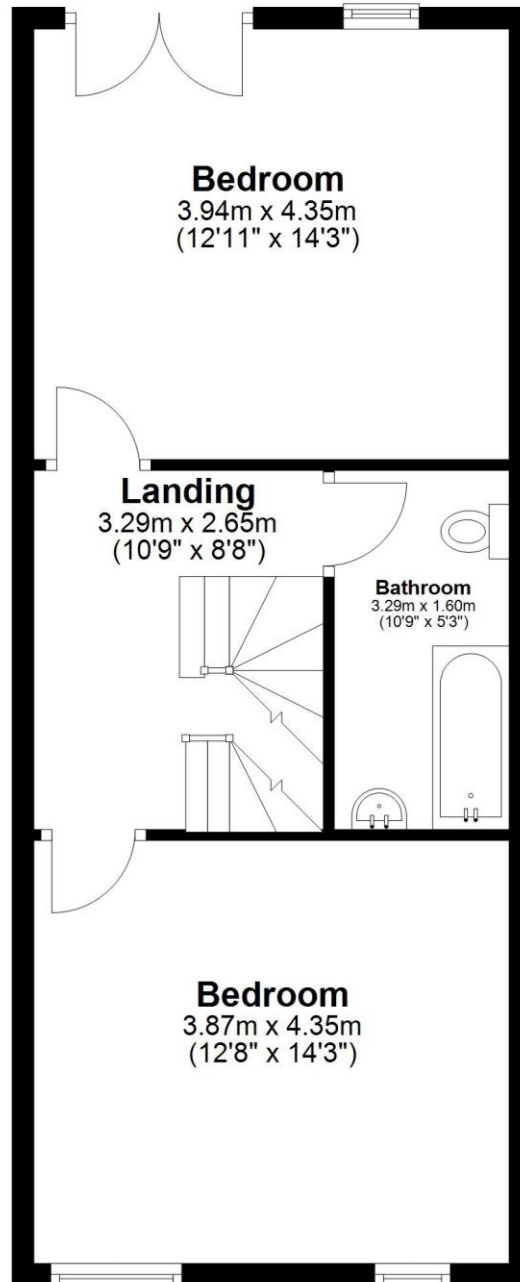 Bedroom
3.94m x 4.35m
(12'11" x 14'3")
Landing
3.29m x 2.65m
(10'9" x 8'8")
Bathroom
3.29m x 1.60m
(10'9" x 5'3")
Bedroom
3.87m x 4.35m
(12'8" x 14'3")